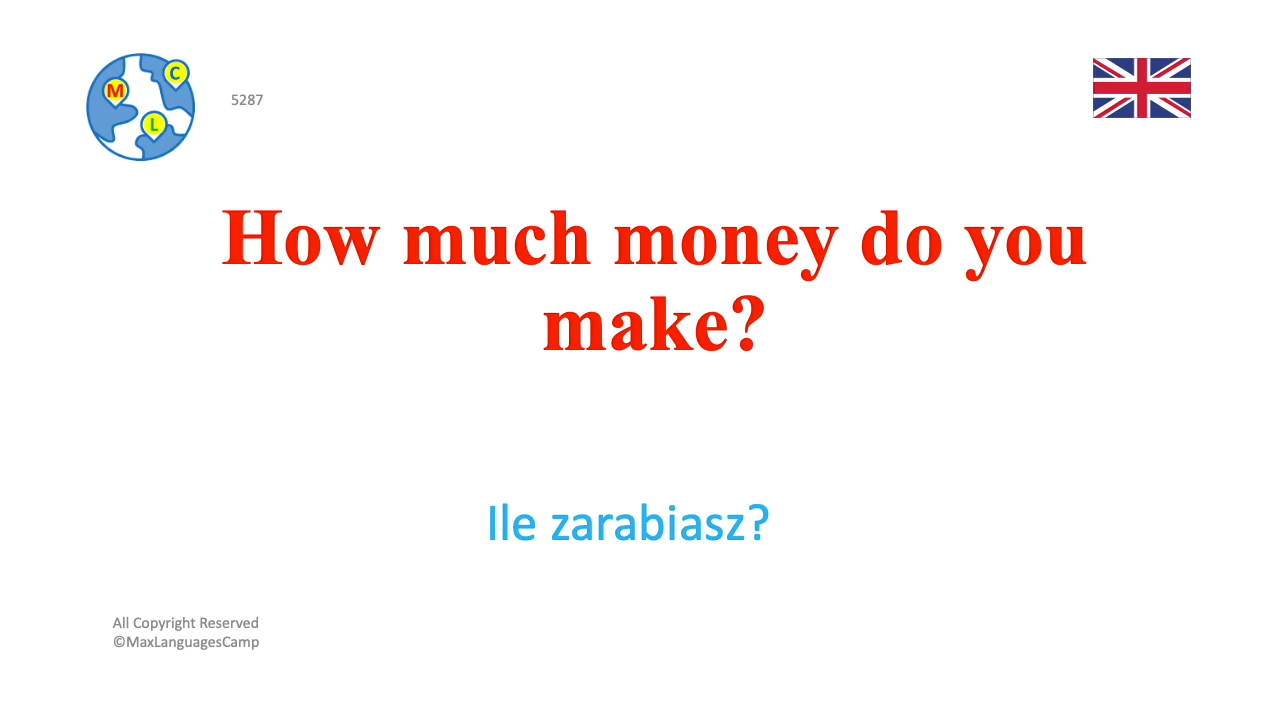 M
C
L
5287
How much money do you
make?
Ile zarabiasz?
All Copyright Reserved
©MaxLanguagesCamp